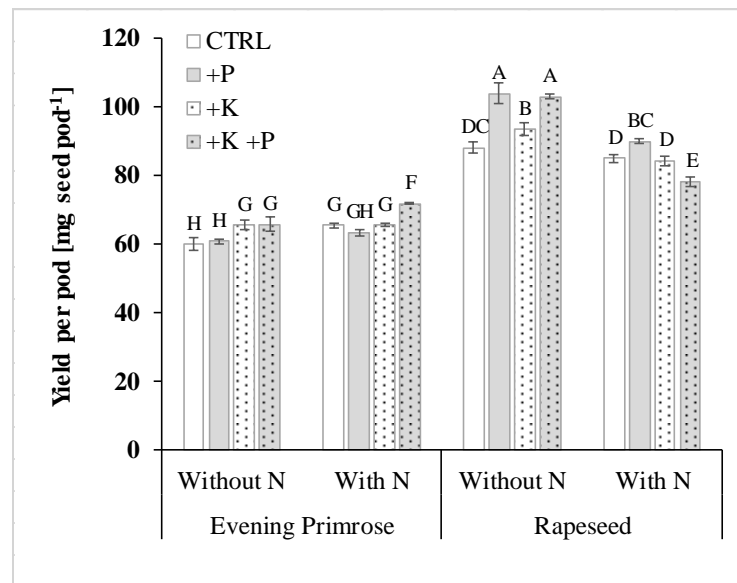 Yield per pod [mg seed pod-1]
120
100
80
60
40
20
0
CTRL
+P
+K
+K +P
H H G G
G GH G F
DC A B A
D BC D E
Without N With N Without N With N
Evening Primrose Rapeseed